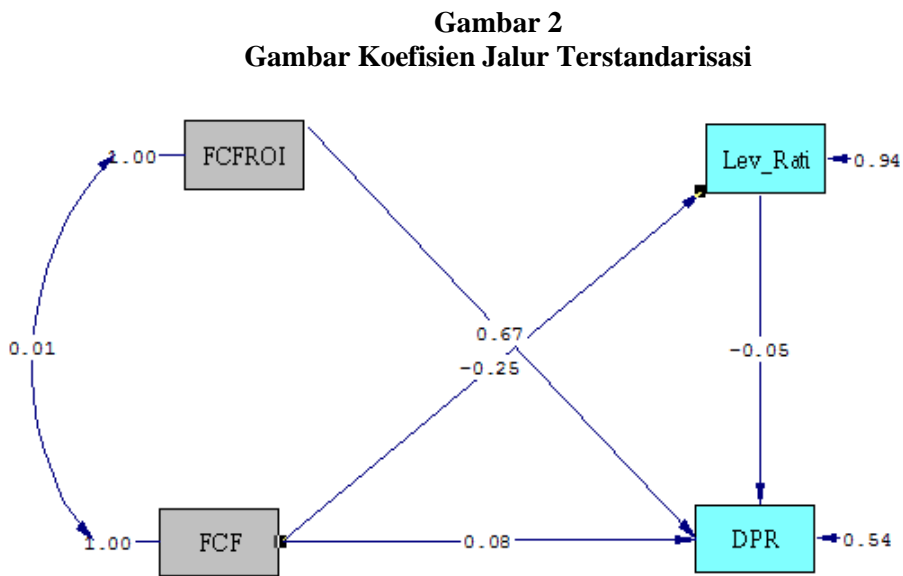 Gambar 2
Gambar Koefisien Jalur Terstandarisasi
1.00
FCFROI
Lev_Rati
0.94
0.01
0.67
-0.25
-0.05
1.00
FCF
0.08
DPR
0.54